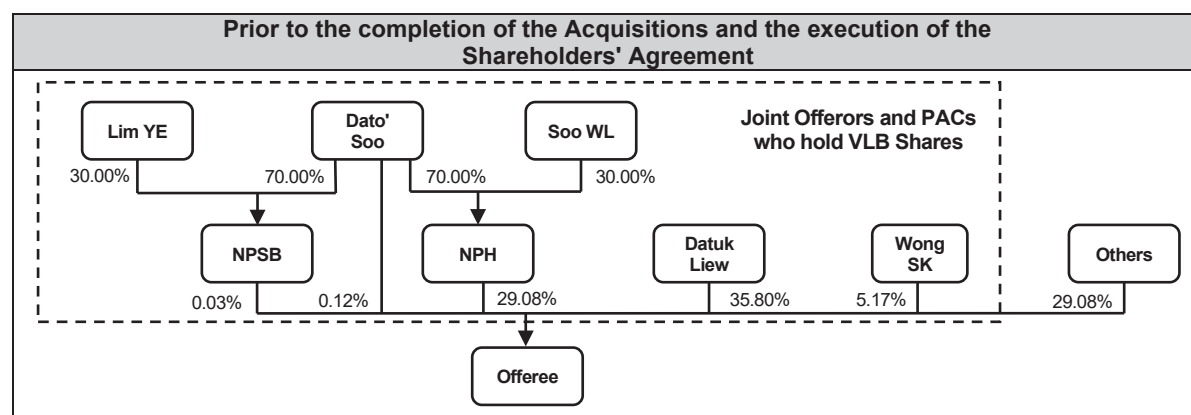 Prior to the completion of the Acquisitions and the execution of the
Shareholders' Agreement
Joint Offerors and PACs
who hold VLB Shares
Lim YE
Dato'
Soo
Soo WL
30.00%
70.00%
70.00%
30.00%
NPSB
NPH
Datuk
Liew
Wong
SK
Others
0.03%
0.12%
29.08%
35.80%
5.17%
29.08%
Offeree